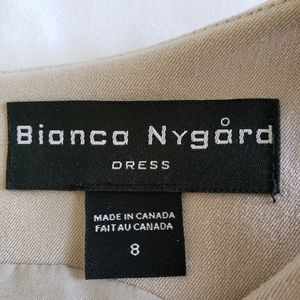 Bianca Nygård
DRESS
MADE IN CANADA
FAIT AU CANADA
8